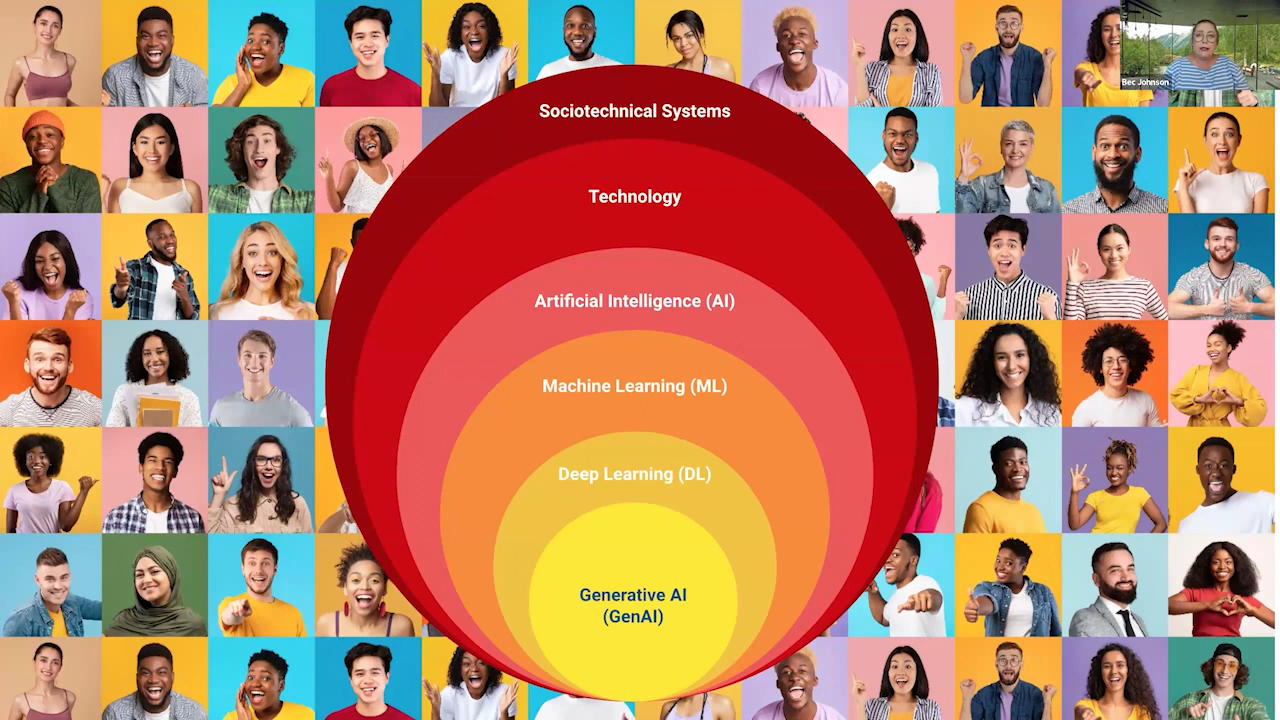 Bec Johnson
Sociotechnical Systems
Technology
Artificial Intelligence (AI)
Machine Learning (ML)
Deep Learning (DL)
Generative AI
(GenAI)